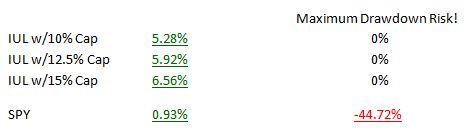 Maximum Drawdown Risk!
IUL w/10% Cap 5.28% 0%
IUL w/12.5% Cap 5.92% 0%
IUL w/15% Cap 6.56% 0%
SPY 0.93% -44.72%